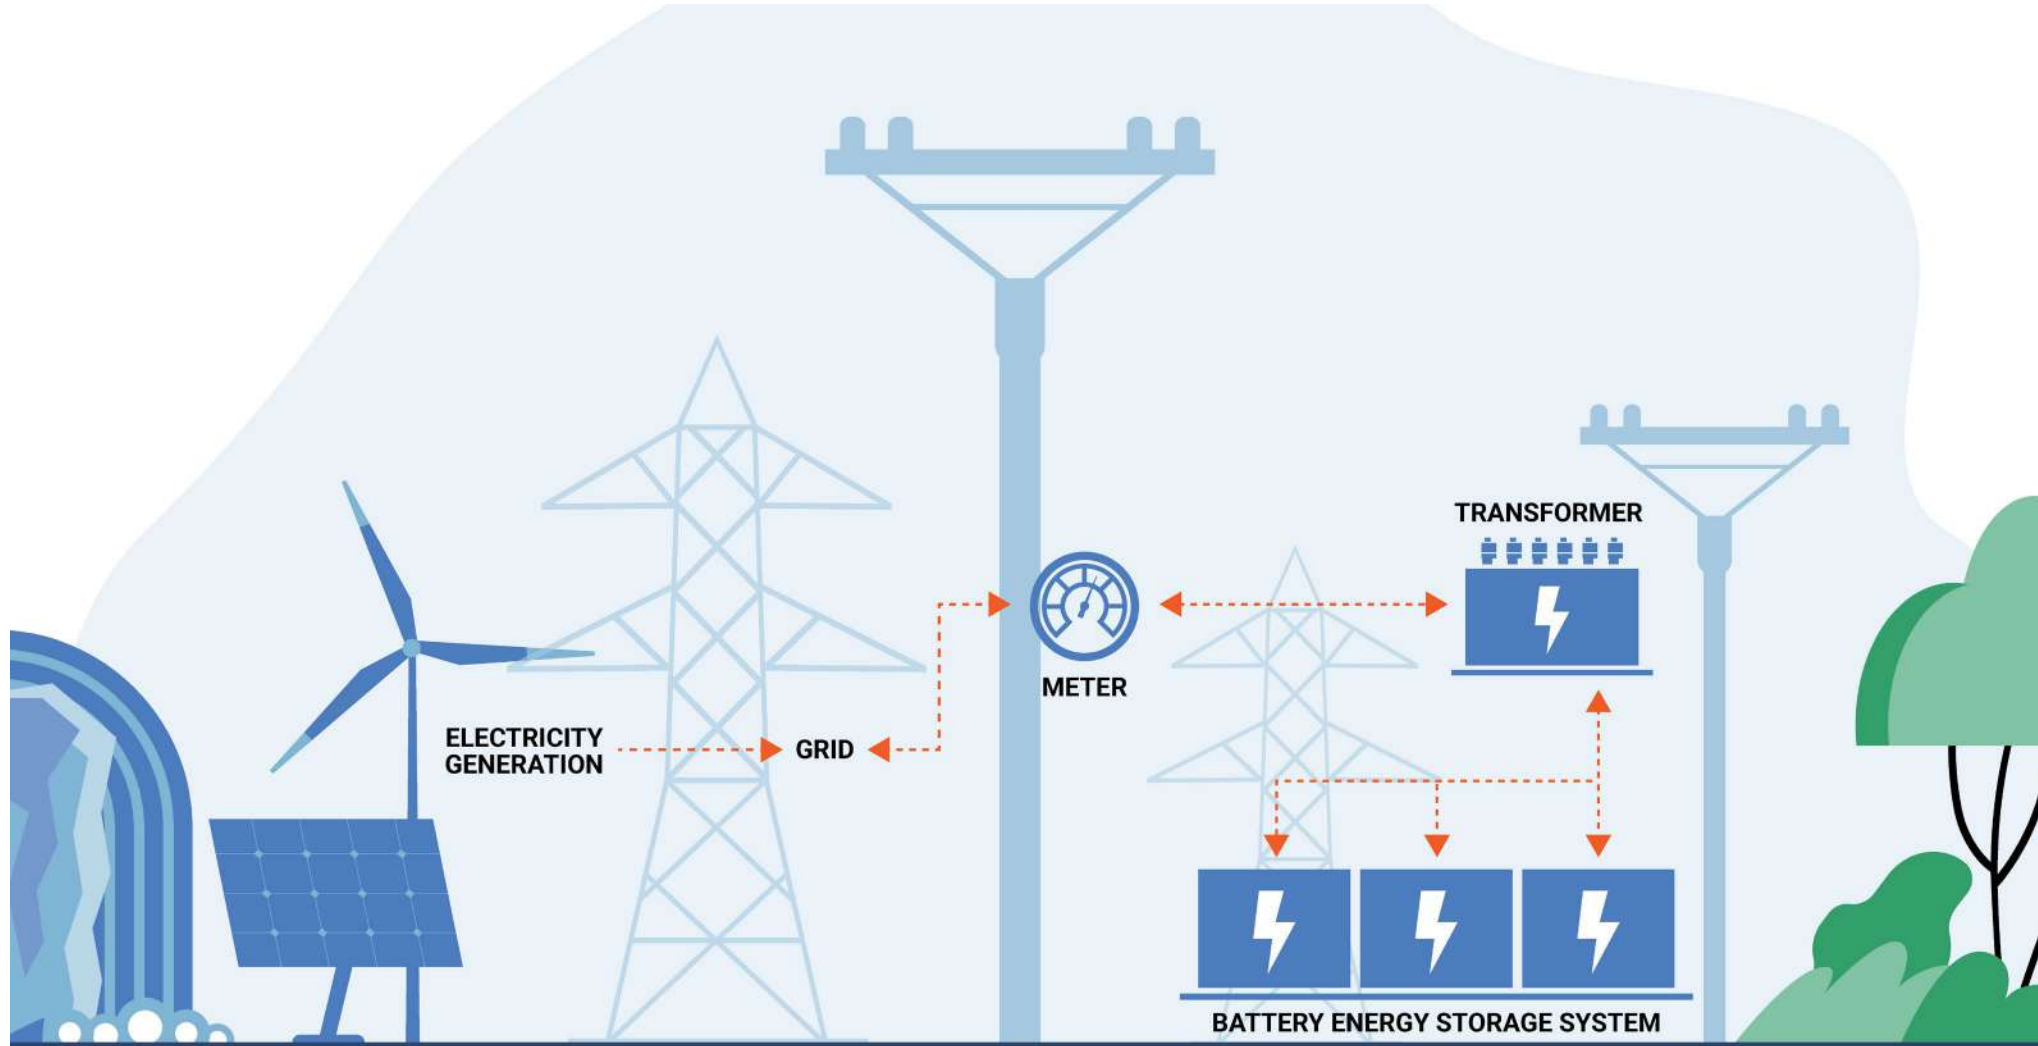 ELECTRICITY
GENERATION
GRID
METER
TRANSFORMER
BATTERY ENERGY STORAGE SYSTEM